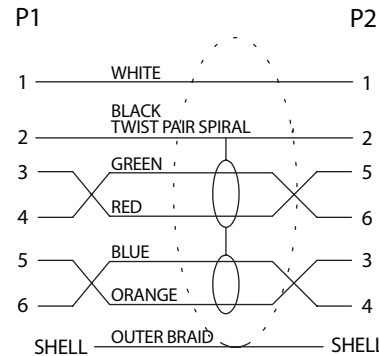 P1 P2
1 WHITE 1
BLACK
2 TWIST PAIR SPIRAL 2
3 GREEN 5
4 RED 6
5 BLUE 3
6 ORANGE 4
SHELL OUTER BRAID SHELL